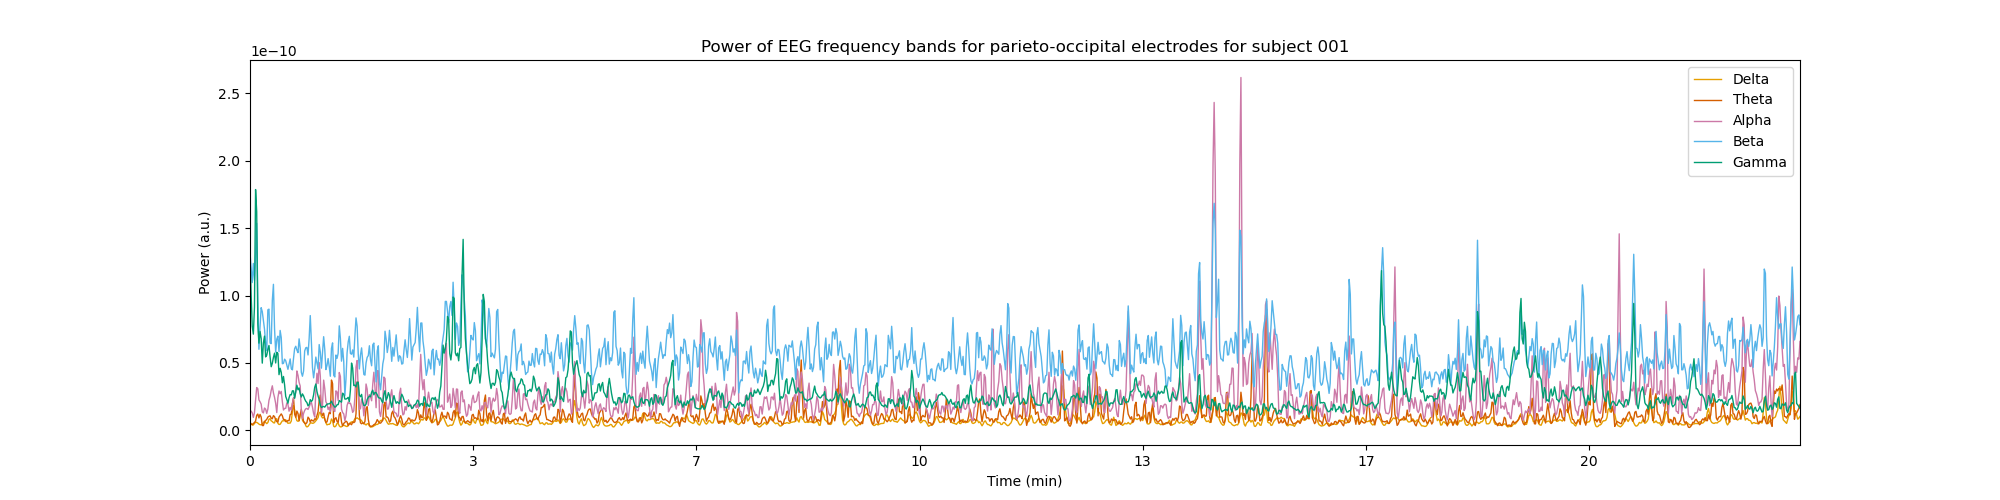 Power of EEG frequency bands for parieto-occipital electrodes for subject 001
1e−10
2.5
2.0
1.5
1.0
0.5
0.0
Power (a.u.)
Delta
Theta
Alpha
Beta
Gamma
0 3 7 10 13 17 20
Time (min)